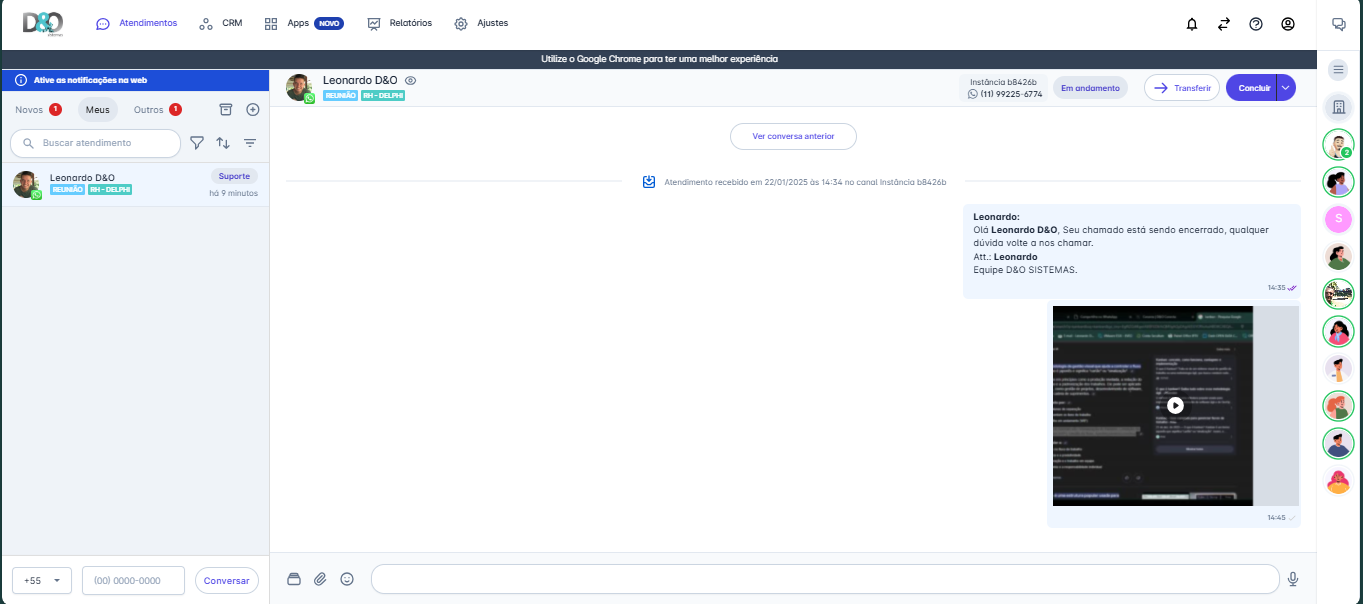 D&O
sistemas
Atendimentos
CRM
Apps NOVO
Relatórios
Ajustes
Utilize o Google Chrome para ter uma melhor experiência
Ative as notificações na web
Novos 1
Meus
Outros 1
Buscar atendimento
Leonardo D&O
REUNIÃO RH - DELPHI
Suporte
há 9 minutos
+55
(00) 0000-0000
Conversar
Leonardo D&O
REUNIÃO RH - DELPHI
Instância b8426b
(11) 99225-6774
Em andamento
Transferir
Concluir
Ver conversa anterior
Atendimento recebido em 22/01/2025 às 14:34 no canal Instância b8426b
Leonardo:
Olá Leonardo D&O, Seu chamado está sendo encerrado, qualquer
dúvida volte a nos chamar.
Att.: Leonardo
Equipe D&O SISTEMAS.
14:35
14:45
2
S